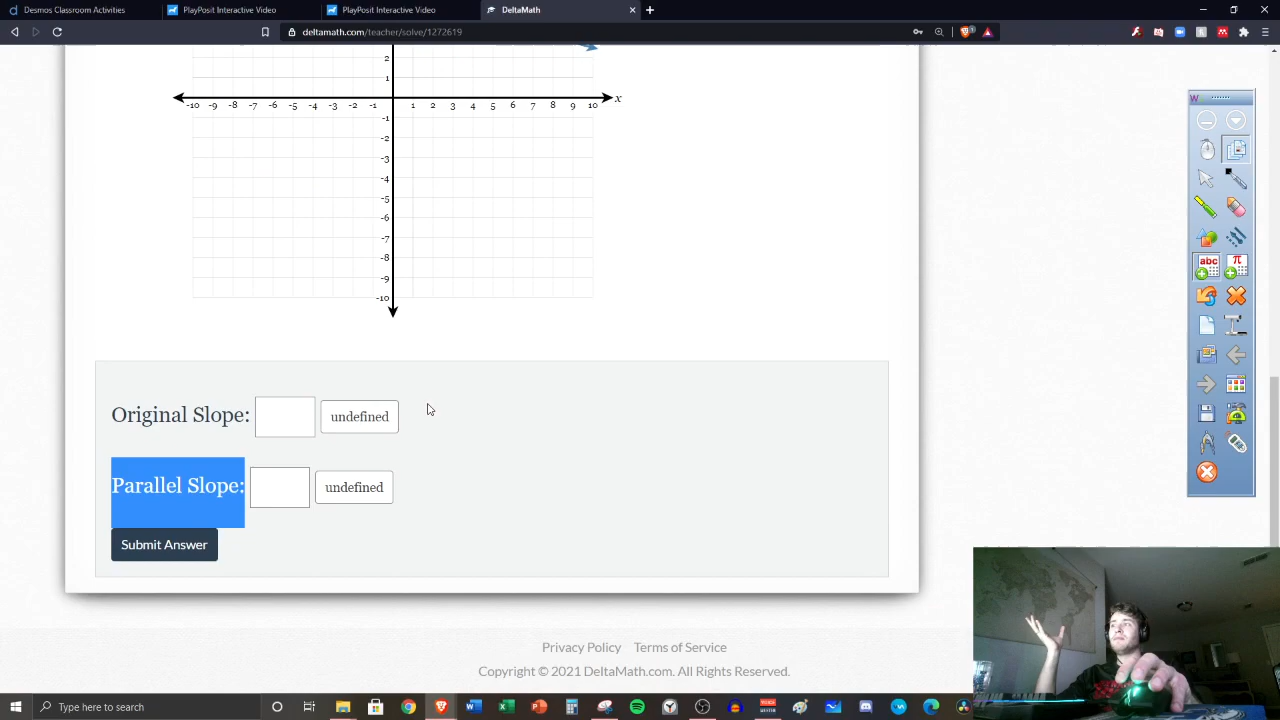 Desmos Classroom Activities
PlayPosit Interactive Video
PlayPosit Interactive Video
DeltaMath
deltamath.com/teacher/solve/1272619
2
1
-10 -9 -8 -7 -6 -5 -4 -3 -2 -1 1 2 3 4 5 6 7 8 9 10 x
-1
-2
-3
-4
-5
-6
-7
-8
-9
-10
Original Slope: undefined
Parallel Slope: undefined
Submit Answer
Privacy Policy Terms of Service
Copyright © 2021 DeltaMath.com. All Rights Reserved.
W
abc π
Type here to search